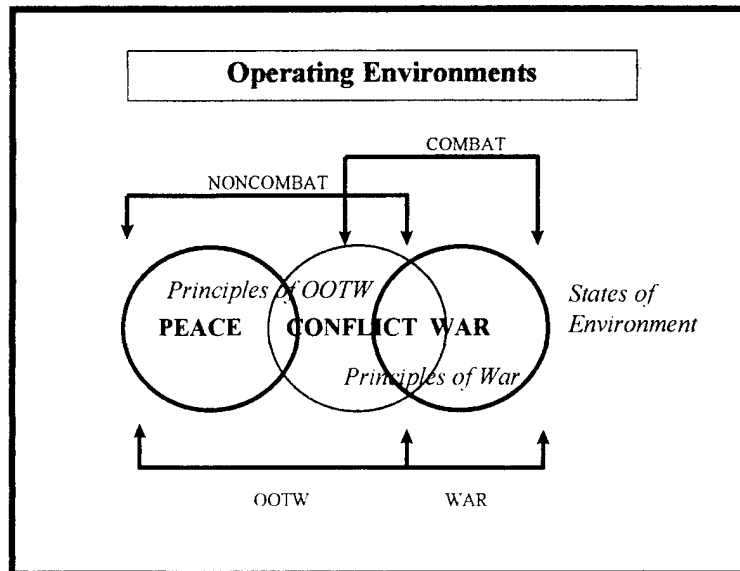 Operating Environments
COMBAT
NONCOMBAT
Principles of OOTW
States of
Environment
PEACE CONFLICT WAR
Principles of War
OOTW WAR